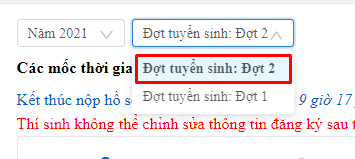 Năm 2021 Đợt tuyển sinh: Đợt 2
Các mốc thời gia
Đợt tuyển sinh: Đợt 2
Kết thúc nộp hồ s 9 giờ 17
Đợt tuyển sinh: Đợt 1
Thí sinh không thể chỉnh sửa thông tin đăng ký sau t